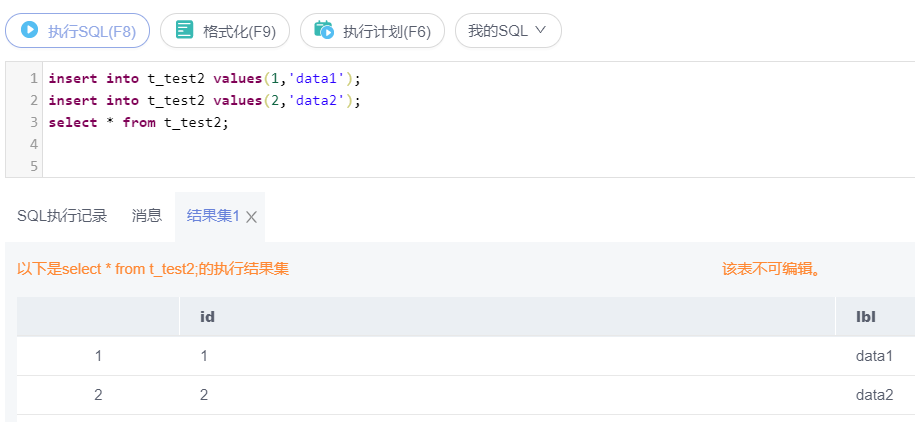 执行SQL(F8) 格式化(F9) 执行计划(F6) 我的SQL
1 insert into t_test2 values(1,'data1');
2 insert into t_test2 values(2,'data2');
3 select * from t_test2;
4
5
SQL执行记录 消息 结果集1
以下是select * from t_test2;的执行结果集 该表不可编辑。
id lbl
1 1 data1
2 2 data2